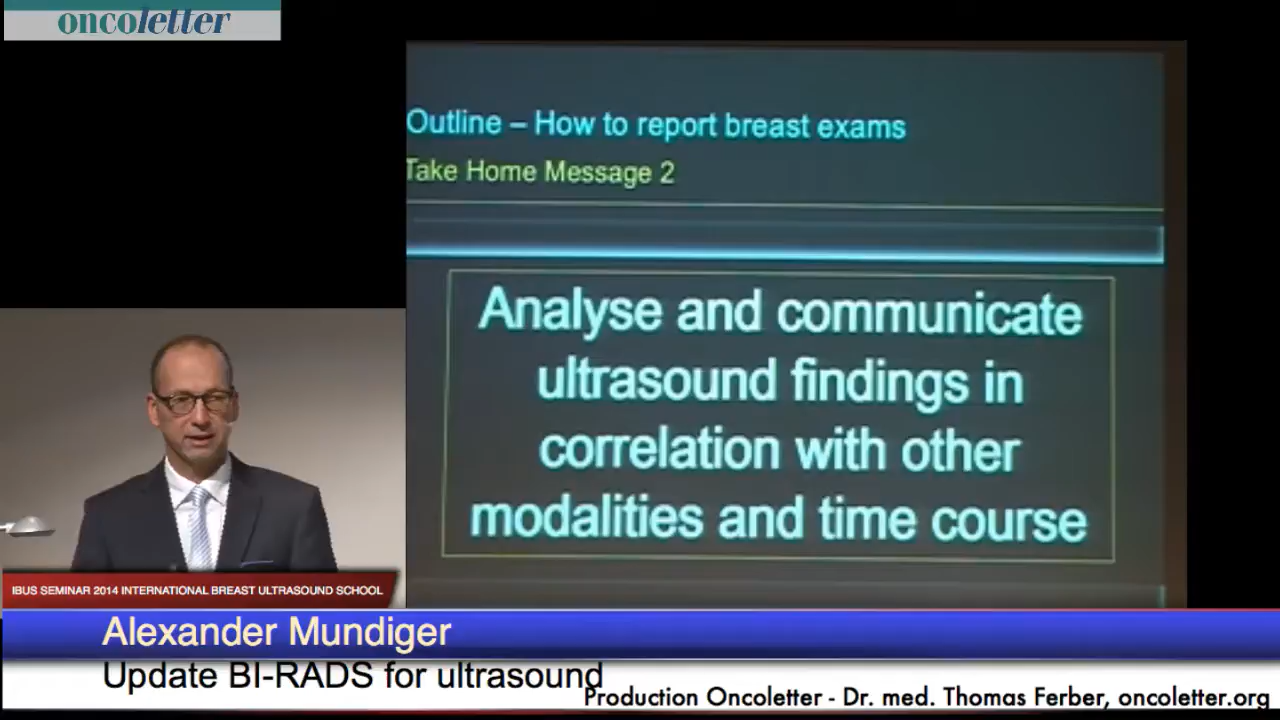 oncoletter
Outline – How to report breast exams
Take Home Message 2
Analyse and communicate
ultrasound findings in
correlation with other
modalities and time course
IBUS SEMINAR 2014 INTERNATIONAL BREAST ULTRASOUND SCHOOL
Alexander Mundiger
Update BI-RADS for ultrasound
Production Oncoletter - Dr. med. Thomas Ferber, oncoletter.org